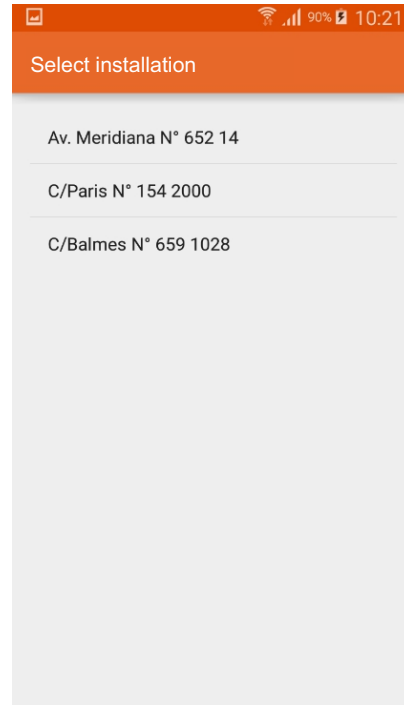 90% 10:21
Select installation
Av. Meridiana N° 652 14
C/Paris N° 154 2000
C/Balmes N° 659 1028